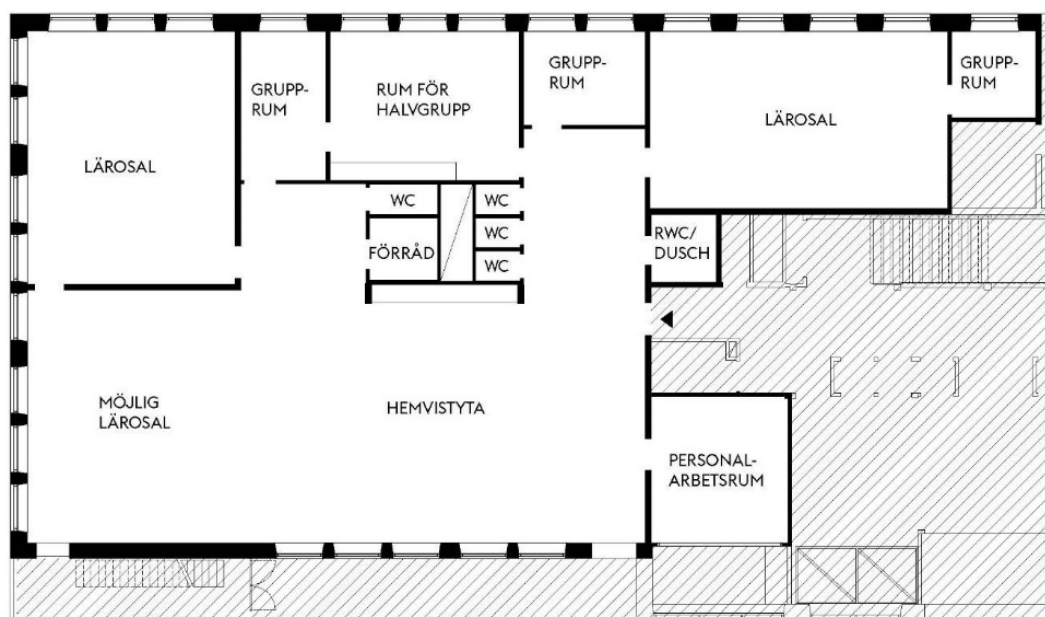 GRUPP-
RUM
GRUPP-
RUM
RUM FÖR
HALVGRUPP
GRUPP-
RUM
LÄROSAL
LÄROSAL
WC
WC
WC
WC
FÖRRÅD
RWC/
DUSCH
MÖJLIG
LÄROSAL
HEMVISTYTA
PERSONAL-
ARBETSRUM